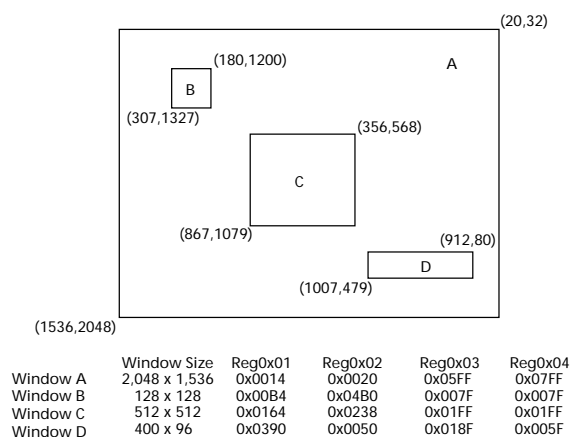 (20,32)
(180,1200)
A
B
(307,1327)
(356,568)
C
(867,1079)
(912,80)
D
(1007,479)
(1536,2048)
Window Size Reg0x01 Reg0x02 Reg0x03 Reg0x04
Window A 2,048 x 1,536 0x0014 0x0020 0x05FF 0x07FF
Window B 128 x 128 0x00B4 0x04B0 0x007F 0x007F
Window C 512 x 512 0x0164 0x0238 0x01FF 0x01FF
Window D 400 x 96 0x0390 0x0050 0x018F 0x005F